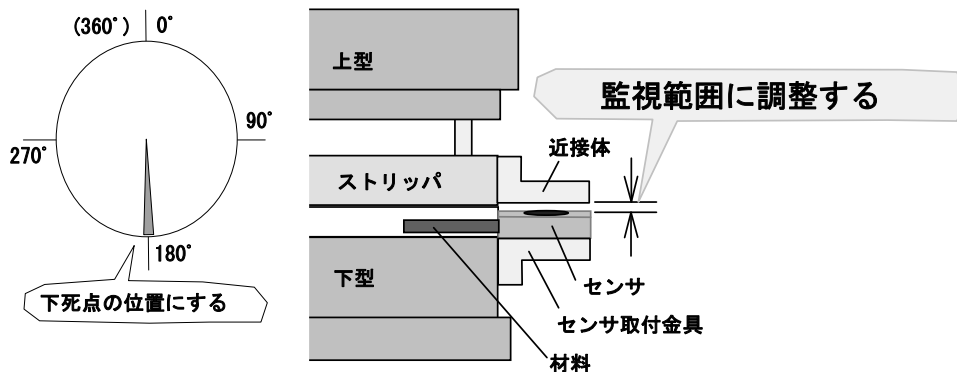 (360°) 0°
90°
270°
180°
下死点の位置にする
上型
監視範囲に調整する
近接体
ストリッパ
下型
センサ
センサ取付金具
材料